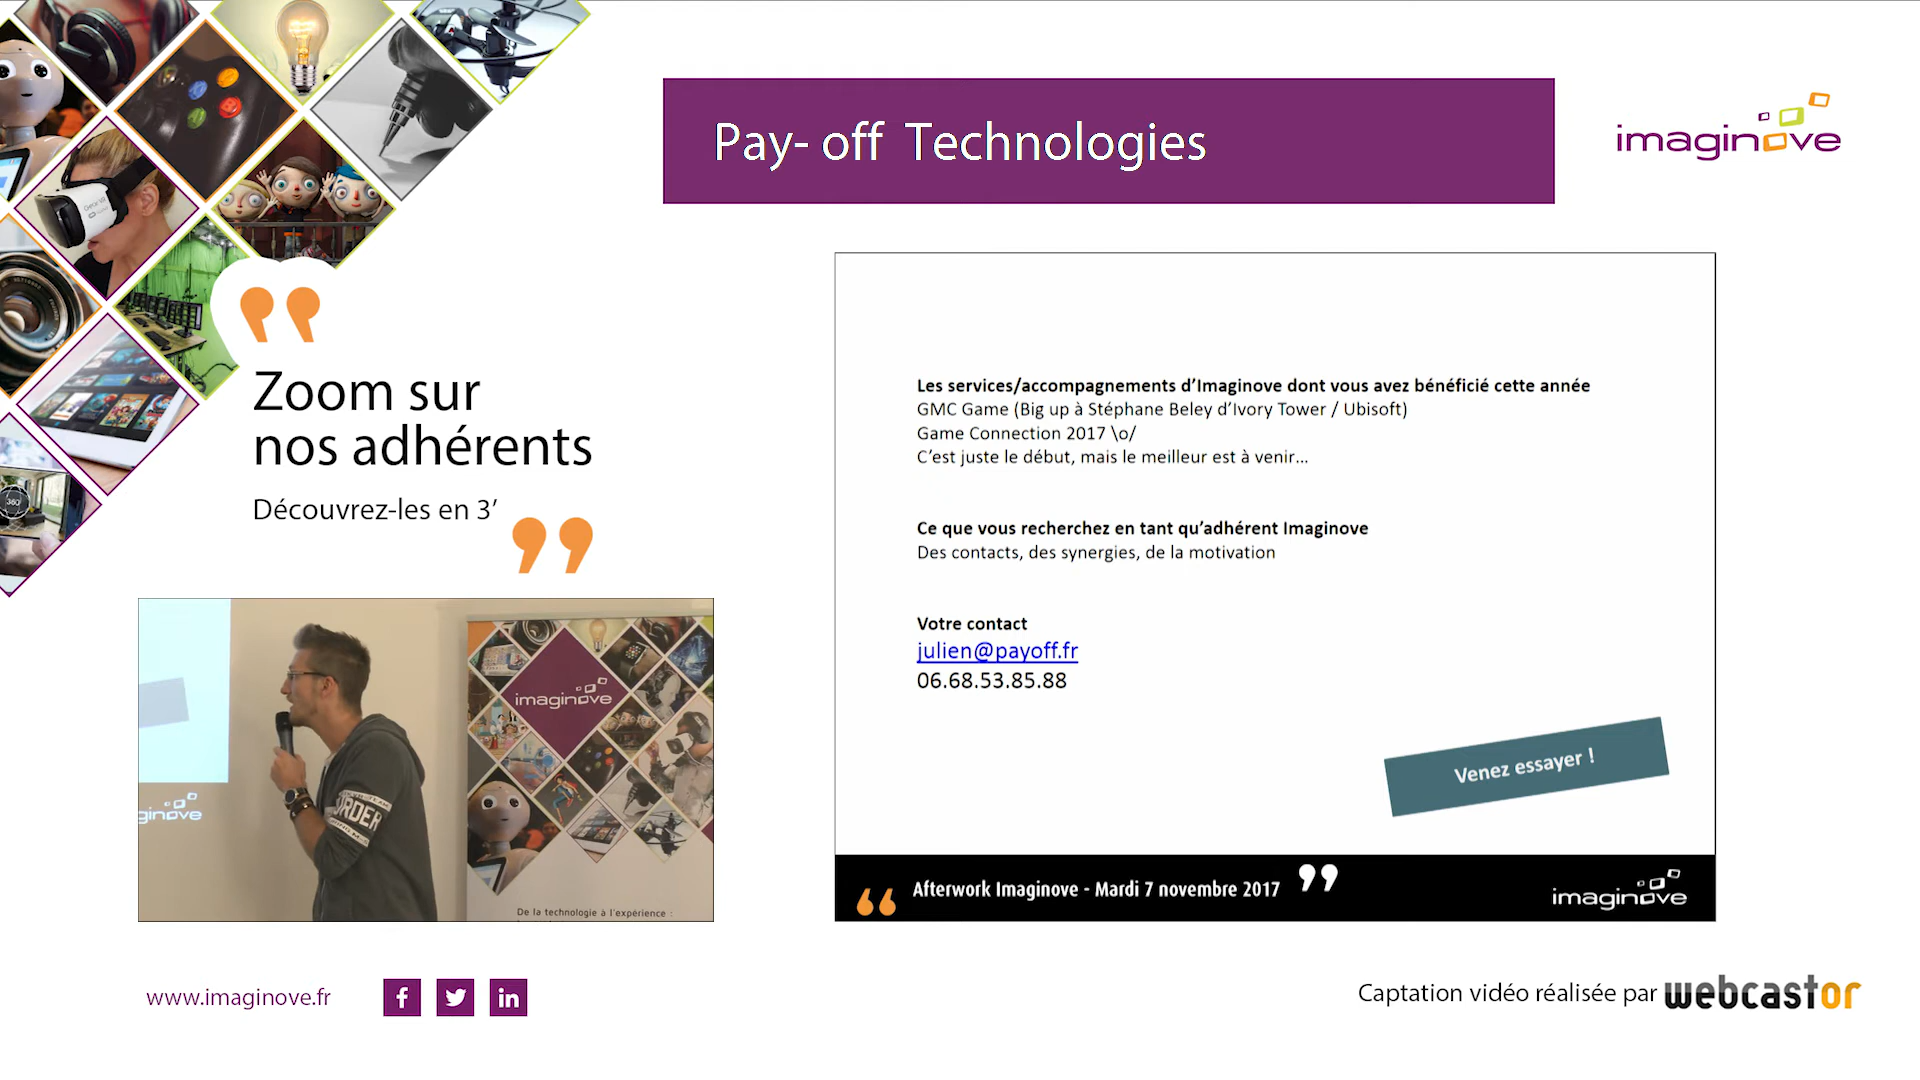 Pay- off Technologies
imaginove
Zoom sur
nos adhérents
Découvrez-les en 3’
Les services/accompagnements d’Imaginove dont vous avez bénéficié cette année
GMC Game (Big up à Stéphane Beley d’Ivory Tower / Ubisoft)
Game Connection 2017 \o/
C’est juste le début, mais le meilleur est à venir...
Ce que vous recherchez en tant qu’adhérent Imaginove
Des contacts, des synergies, de la motivation
Votre contact
julien@payoff.fr
06.68.53.85.88
Venez essayer !
Afterwork Imaginove - Mardi 7 novembre 2017
imaginove
imaginove
ginove
De la technologie à l'expérience :
360
www.imaginove.fr
Captation vidéo réalisée par webcastor